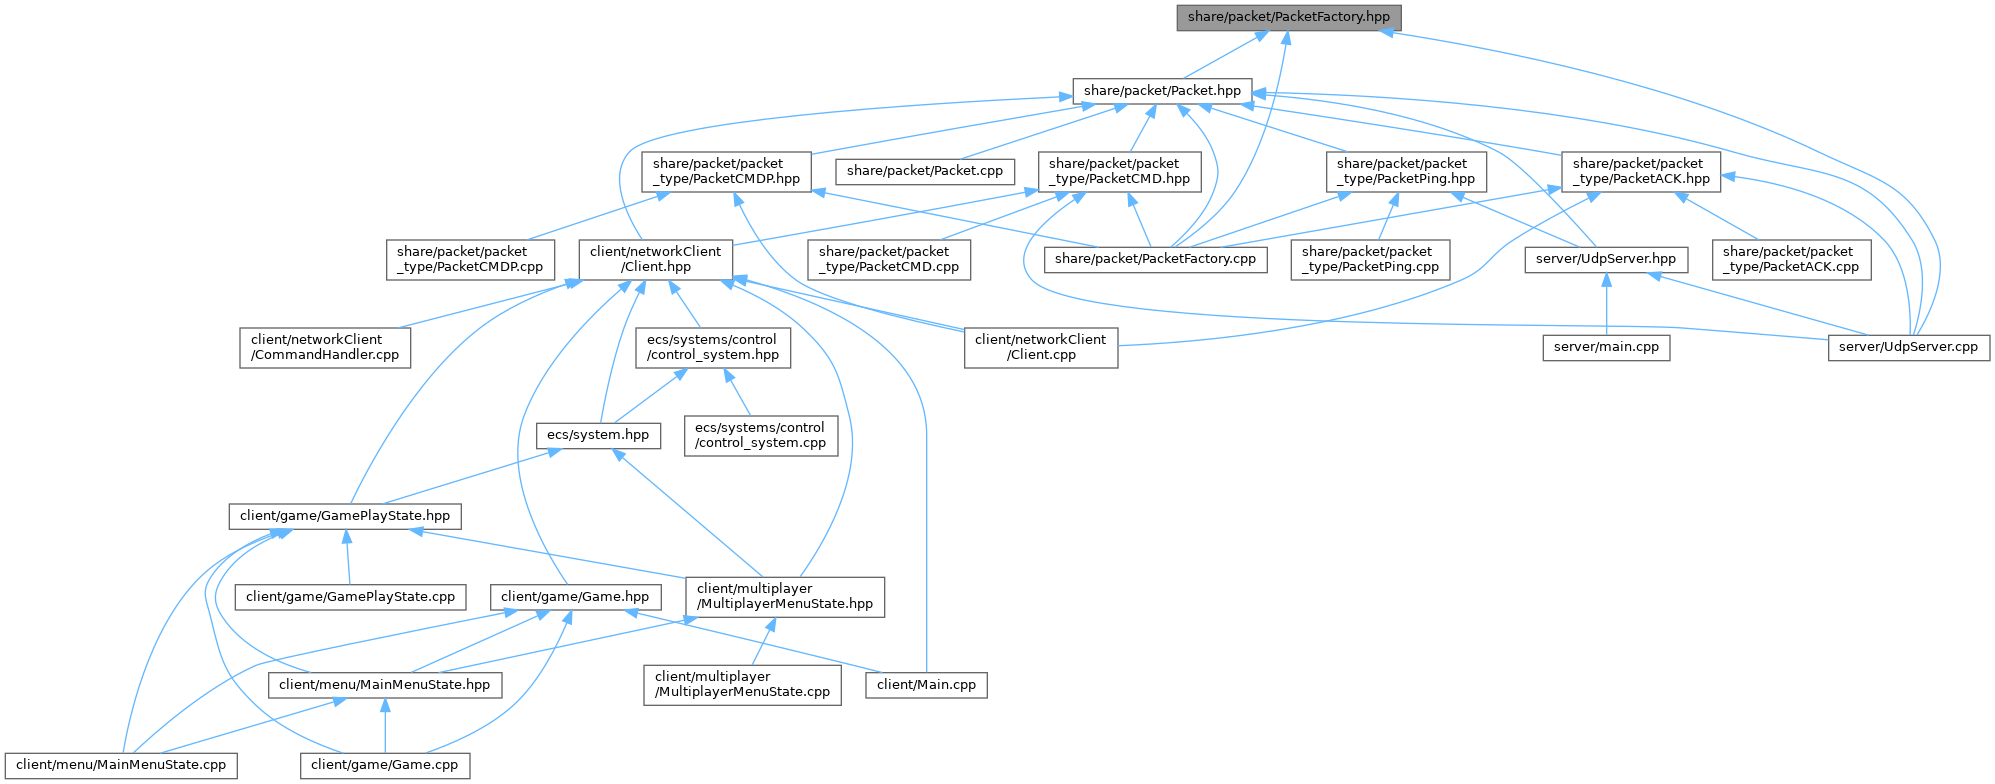 share/packet/PacketFactory.hpp
share/packet/Packet.hpp
share/packet/packet
_type/PacketCMDP.hpp
share/packet/Packet.cpp
share/packet/packet
_type/PacketCMD.hpp
share/packet/packet
_type/PacketPing.hpp
share/packet/packet
_type/PacketACK.hpp
share/packet/packet
_type/PacketCMDP.cpp
client/networkClient
/Client.hpp
share/packet/packet
_type/PacketCMD.cpp
share/packet/PacketFactory.cpp
share/packet/packet
_type/PacketPing.cpp
server/UdpServer.hpp
share/packet/packet
_type/PacketACK.cpp
client/networkClient
/CommandHandler.cpp
ecs/systems/control
/control_system.hpp
client/networkClient
/Client.cpp
server/main.cpp
server/UdpServer.cpp
ecs/system.hpp
ecs/systems/control
/control_system.cpp
client/game/GamePlayState.hpp
client/game/GamePlayState.cpp
client/game/Game.hpp
client/multiplayer
/MultiplayerMenuState.hpp
client/menu/MainMenuState.hpp
client/multiplayer
/MultiplayerMenuState.cpp
client/Main.cpp
client/menu/MainMenuState.cpp
client/game/Game.cpp